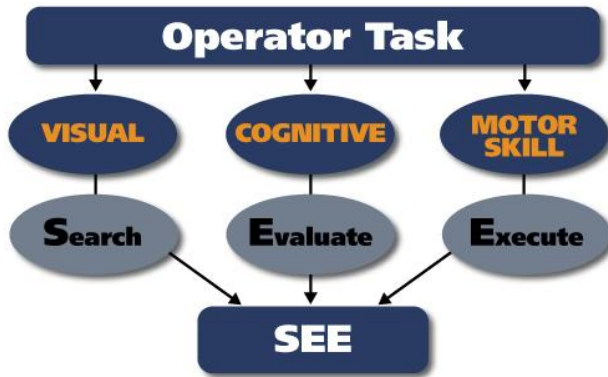 Operator Task
VISUAL
COGNITIVE
MOTOR
SKILL
Search
Evaluate
Execute
SEE